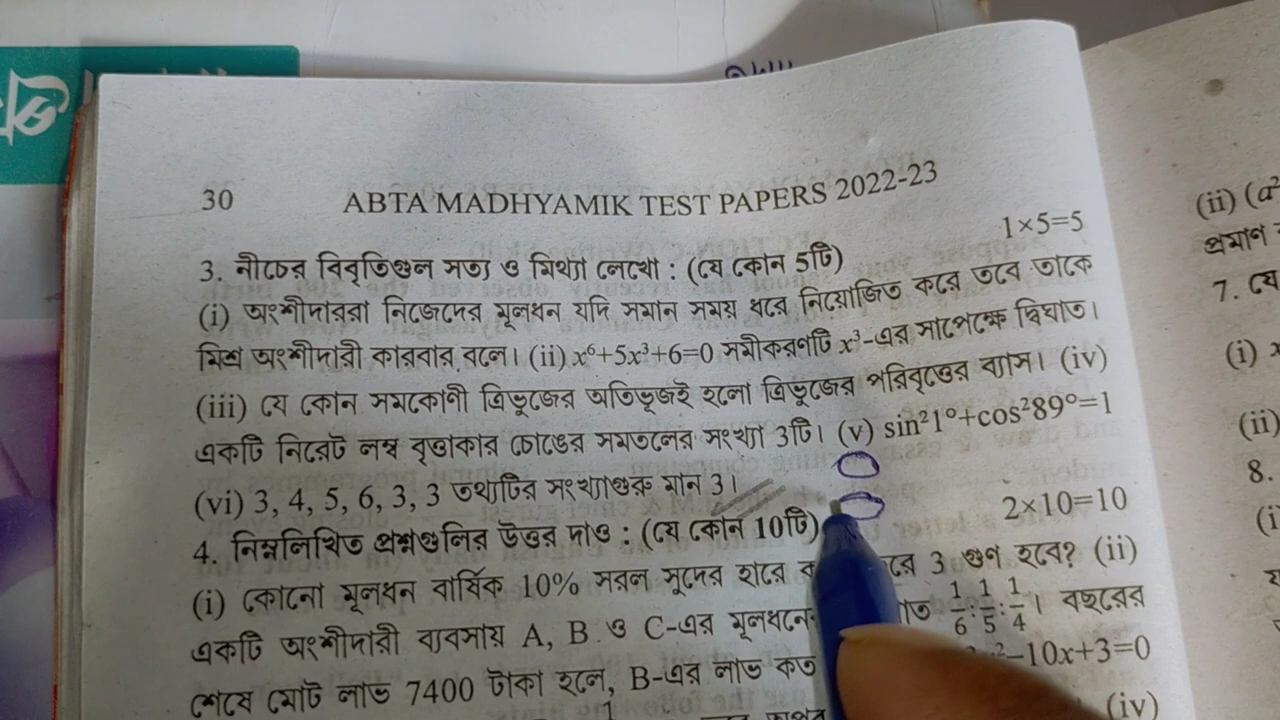 30 ABTA MADHYAMIK TEST PAPERS 2022-23
1×5=5
3. নীচের বিবৃতিগুল সত্য ও মিথ্যা লেখো : (যে কোন 5টি)
(i) অংশীদাররা নিজেদের মূলধন যদি সমান সময় ধরে নিয়োজিত করে তবে তাকে
মিশ্র অংশীদারী কারবার বলে। (ii) x⁶+5x³+6=0 সমীকরণটি x³-এর সাপেক্ষে দ্বিঘাত।
(iii) যে কোন সমকোণী ত্রিভুজের অতিভূজই হলো ত্রিভুজের পরিবৃত্তের ব্যাস। (iv)
একটি নিরেট লম্ব বৃত্তাকার চোঙের সমতলের সংখ্যা 3টি। (v) sin²1°+cos²89°=1
(vi) 3, 4, 5, 6, 3, 3 তথ্যটির সংখ্যাগুরু মান 3।
4. নিম্নলিখিত প্রশ্নগুলির উত্তর দাও : (যে কোন 10টি) 2×10=10
(i) কোনো মূলধন বার্ষিক 10% সরল সুদের হারে 3 গুণ হবে? (ii)
একটি অংশীদারী ব্যবসায় A, B ও C-এর 1/6:1/5:1/4। বছরের
শেষে মোট লাভ 7400 টাকা হলে, B-এর লাভ কত -10x+3=0
(iv)
(ii) (a²
প্রমাণ
7. যে
(i) x
(ii)
8.
(i